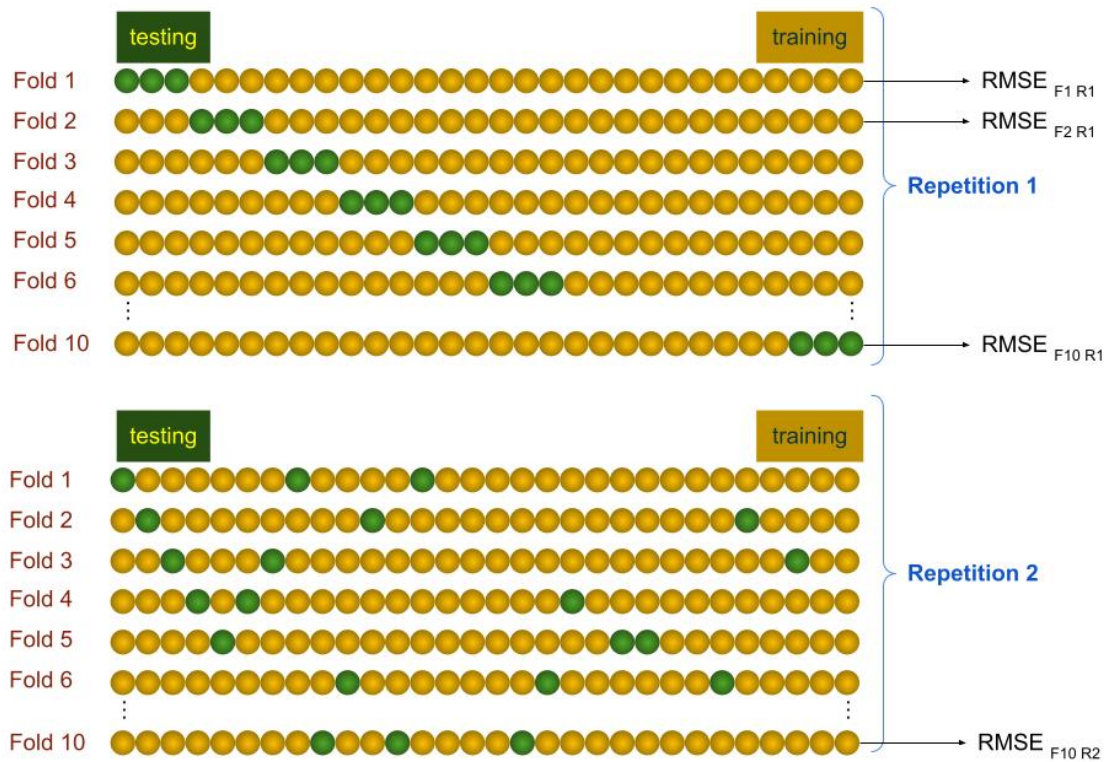 testing training
Fold 1 RMSE F1 R1
Fold 2 RMSE F2 R1
Fold 3
Fold 4 Repetition 1
Fold 5
Fold 6
Fold 10 RMSE F10 R1
testing training
Fold 1
Fold 2
Fold 3 Repetition 2
Fold 4
Fold 5
Fold 6
Fold 10 RMSE F10 R2